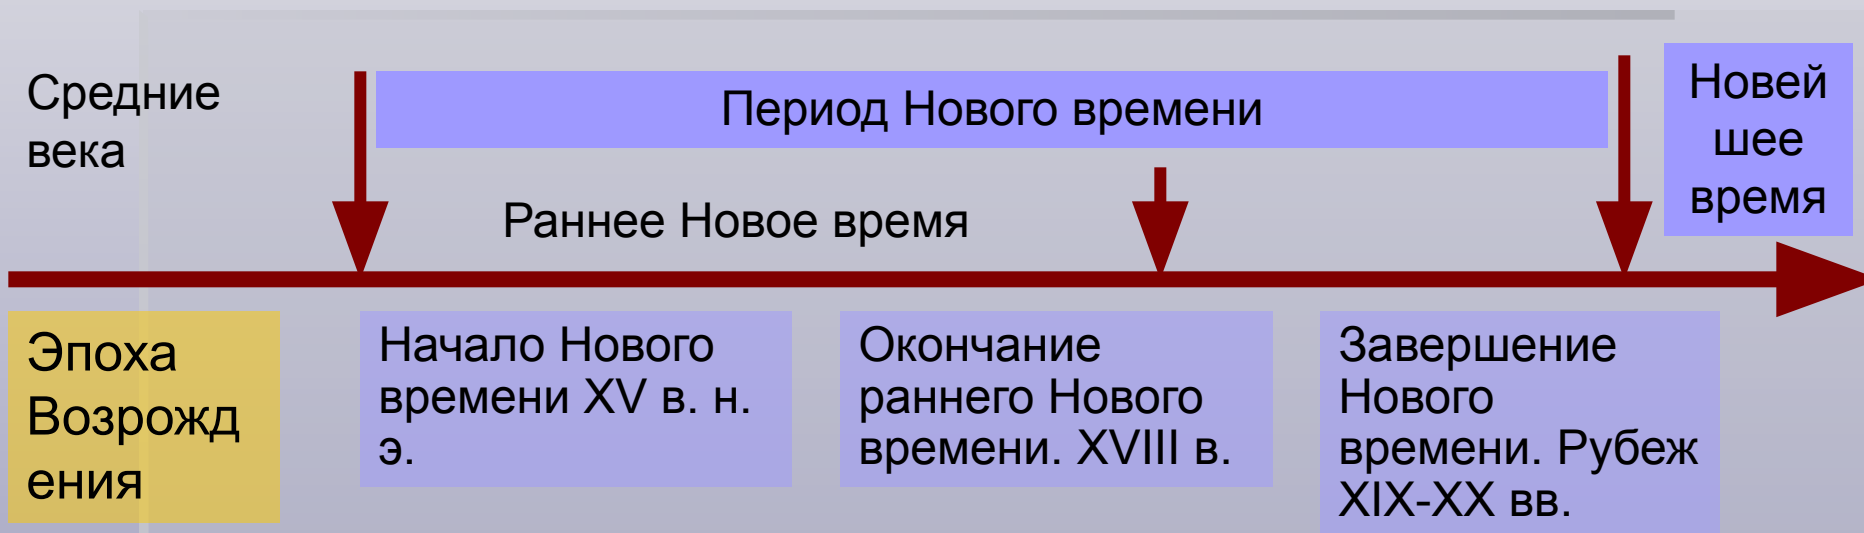 Средние
века
Период Нового времени
Новей
шее
время
Раннее Новое время
Эпоха
Возрожд
ения
Начало Нового
времени XV в. н.
э.
Окончание
раннего Нового
времени. XVIII в.
Завершение
Нового
времени. Рубеж
XIX-XX вв.